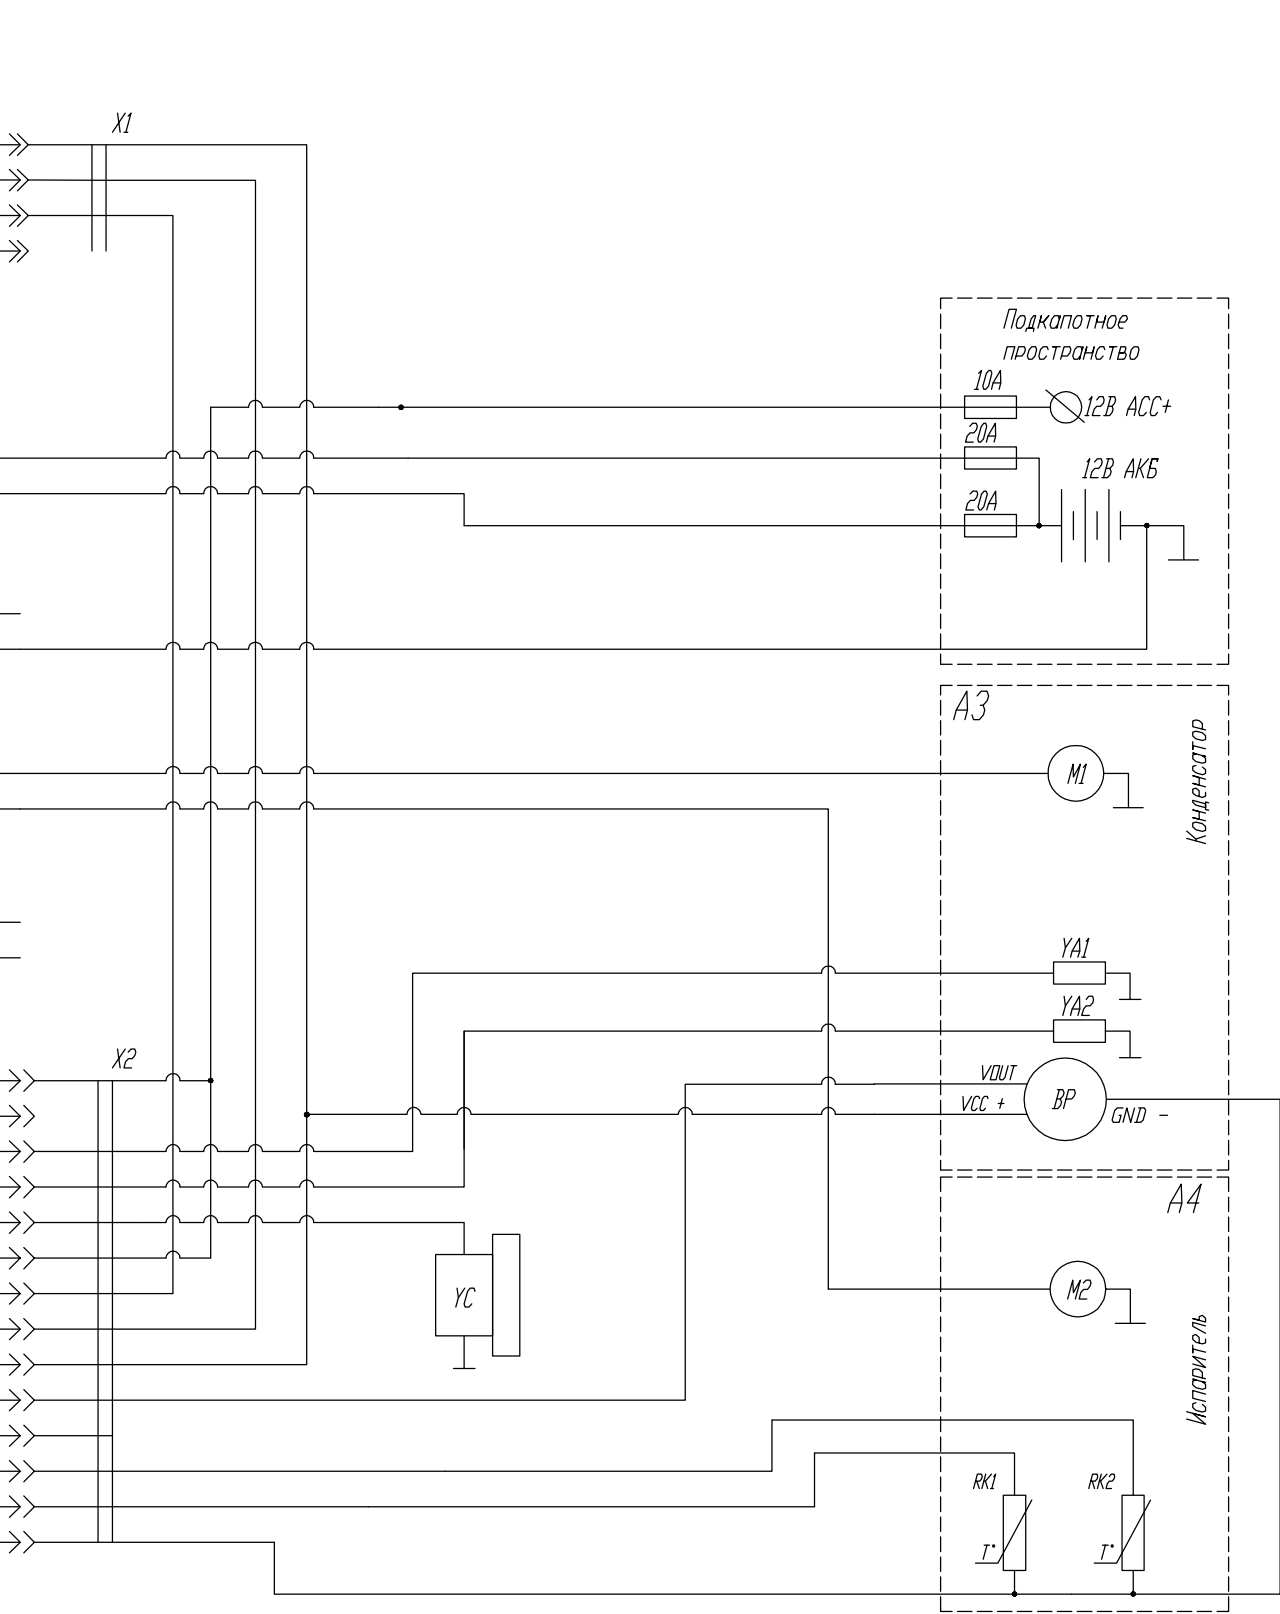 X1
Подкапотное
пространство
10А
12В АСС+
20А
12В АКБ
20А
А3
М1
Конденсатор
YA1
YA2
X2
VOUT
VCC +
BP
GND -
А4
YC
М2
Испаритель
RK1
RK2
T°
T°